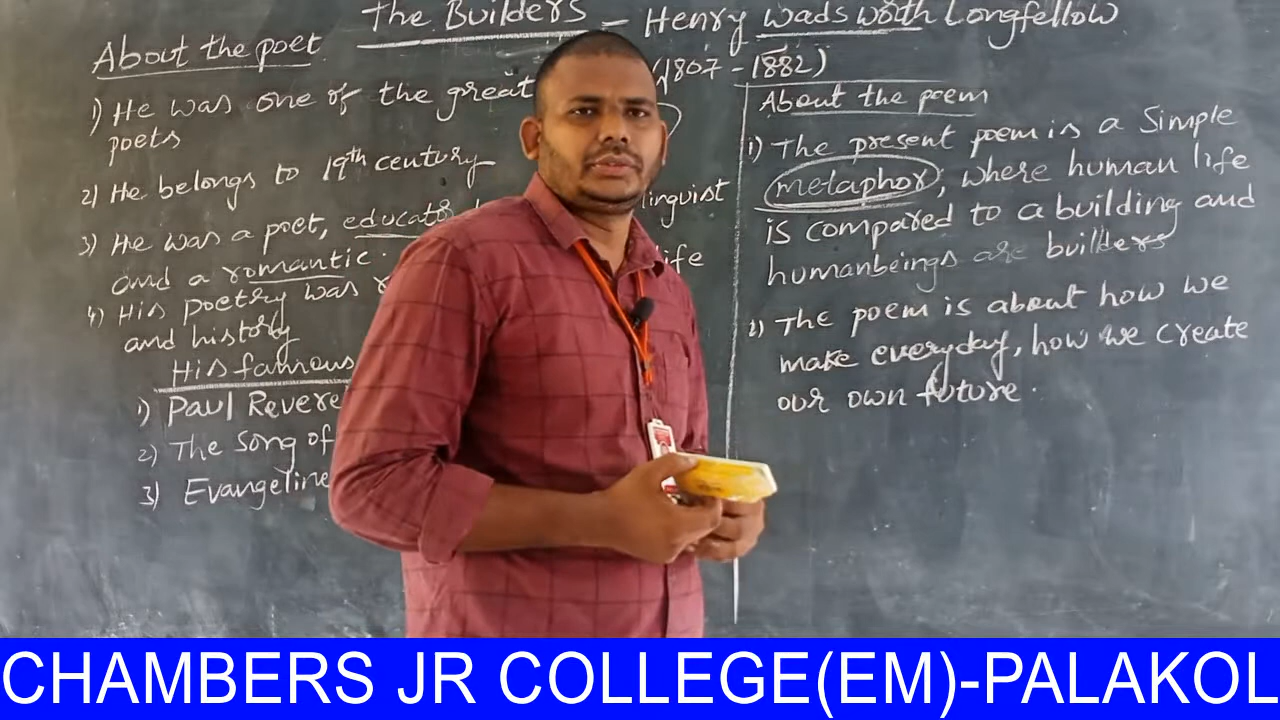 The Builders - Henry wads worth Longfellow
(1807 - 1882)
About the poet
1) He was one of the great
poets
2) He belongs to 19th century
3) He was a poet, educato linguist
and a romantic. ife
4) His poetry was
and history
His famous
1) Paul Revere
2) The Song of
3) Evangeline
About the poem
1) The present poem is a Simple
metaphor, where human life
is compared to a building and
humanbeings are builders
2) The poem is about how we
make everyday, how we create
our own future.
CHAMBERS JR COLLEGE(EM)-PALAKOL